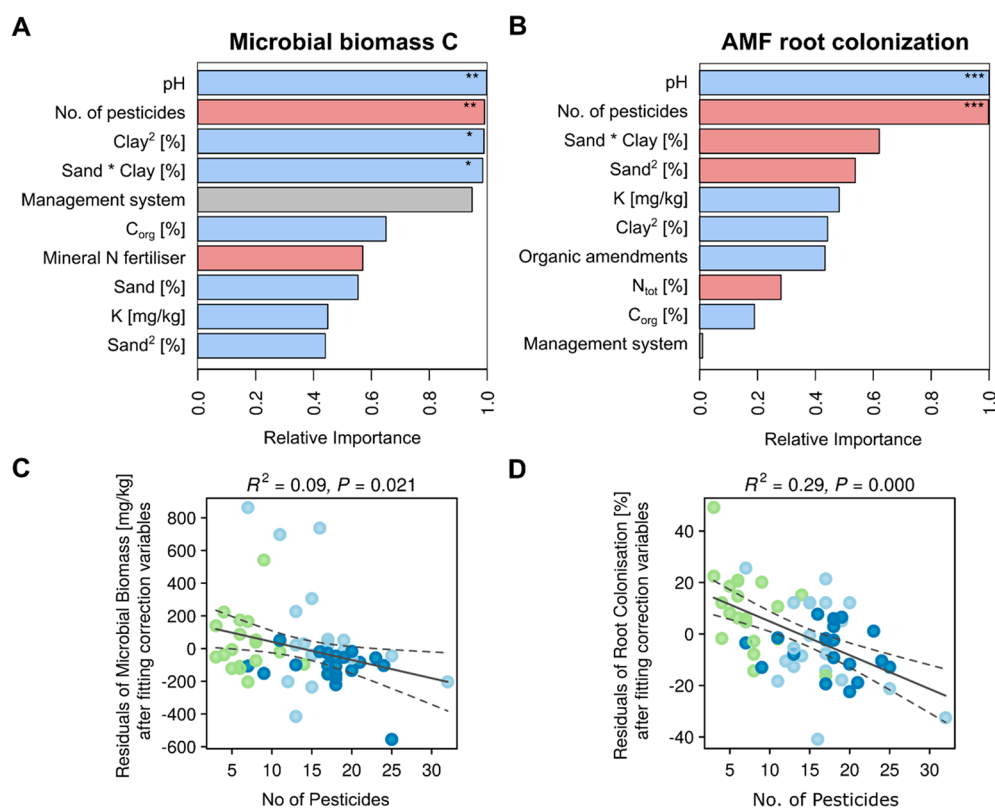 A
Microbial biomass C
pH
**
No. of pesticides
**
Clay² [%]
*
Sand * Clay [%]
*
Management system
Corg [%]
Mineral N fertiliser
Sand [%]
K [mg/kg]
Sand² [%]
0.0
0.2
0.4
0.6
0.8
1.0
Relative Importance
B
AMF root colonization
pH
***
No. of pesticides
***
Sand * Clay [%]
Sand² [%]
K [mg/kg]
Clay² [%]
Organic amendments
Ntot [%]
Corg [%]
Management system
0.0
0.2
0.4
0.6
0.8
1.0
Relative Importance
C
R² = 0.09, P = 0.021
Residuals of Microbial Biomass [mg/kg]
after fitting correction variables
800
600
400
200
0
-200
-400
-600
5 10 15 20 25 30
No of Pesticides
D
R² = 0.29, P = 0.000
Residuals of Root Colonisation [%]
after fitting correction variables
40
20
0
-20
-40
5 10 15 20 25 30
No. of Pesticides